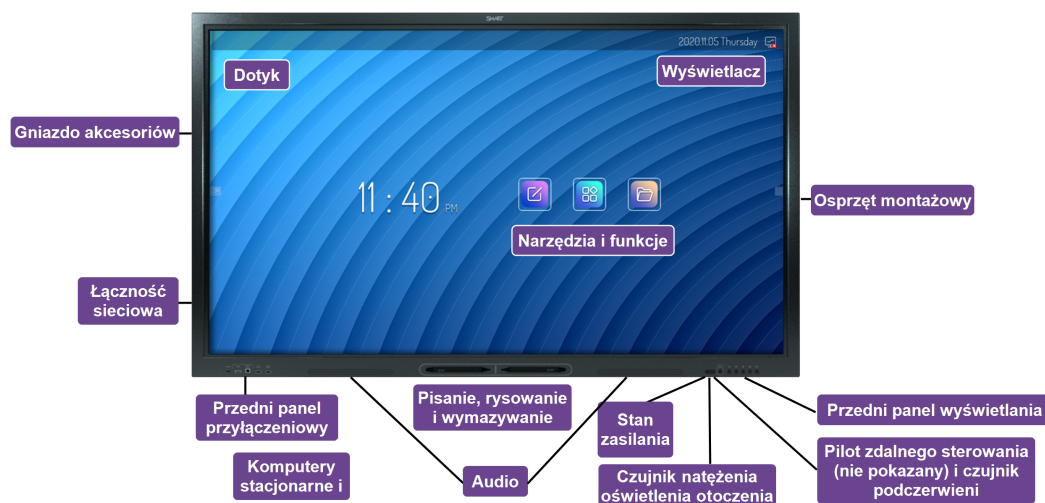 SMART
2020.11.05 Thursday
Dotyk
Wyświetlacz
Gniazdo akcesoriów
11 : 40 PM
Osprzęt montażowy
Narzędzia i funkcje
Łączność
sieciowa
Przedni panel
przyłączeniowy
Pisanie, rysowanie
i wymazywanie
Stan
zasilania
Przedni panel wyświetlania
Komputery
stacjonarne i
Audio
Czujnik natężenia
oświetlenia otoczenia
Pilot zdalnego sterowania
(nie pokazany) i czujnik
podczerwieni